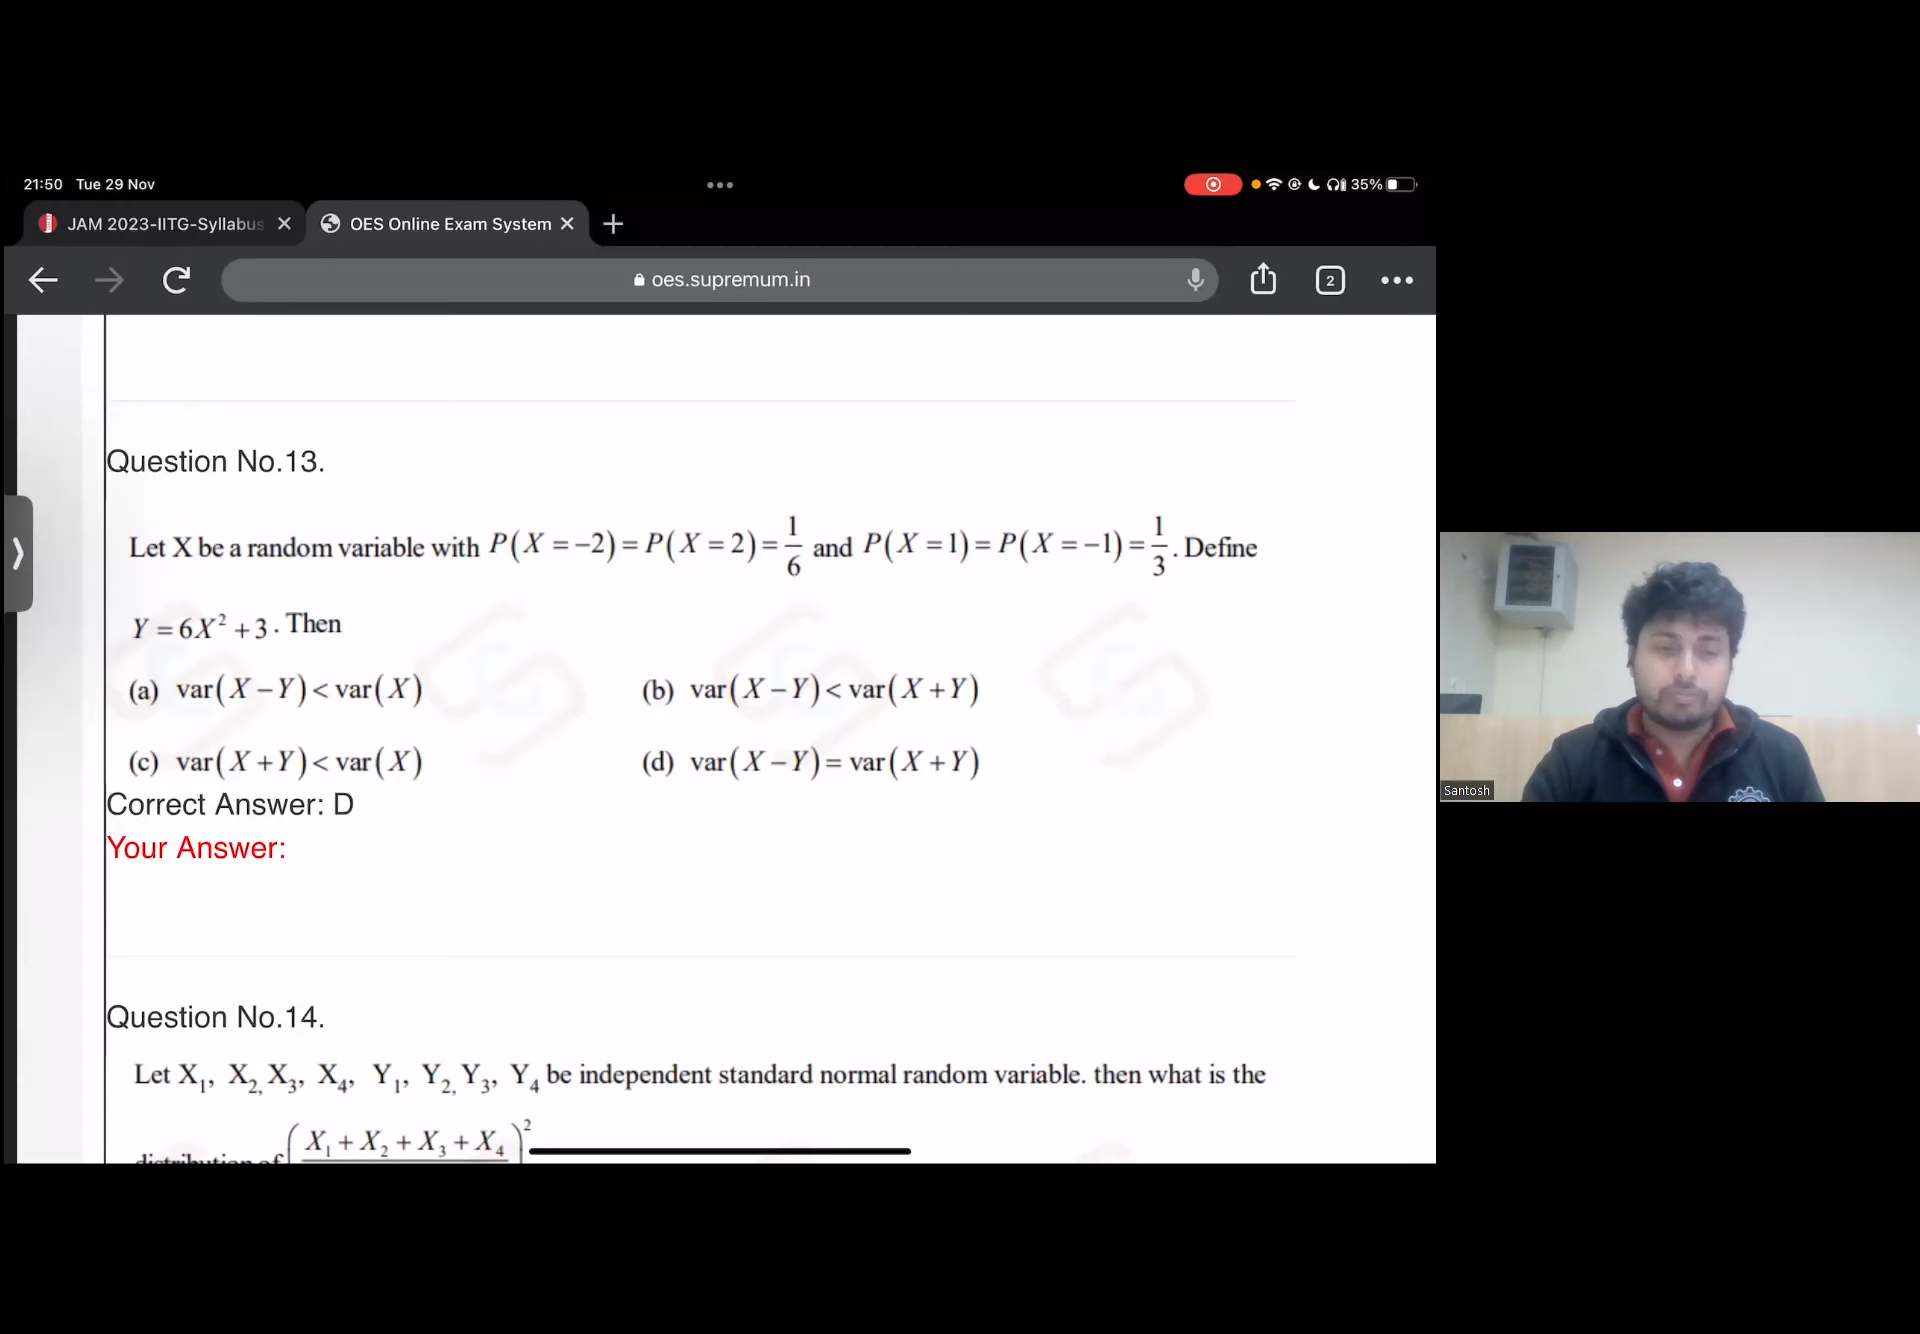 21:50 Tue 29 Nov
35%
JAM 2023-IITG-Syllabus
OES Online Exam System
oes.supremum.in
2
Question No.13.
Let X be a random variable with P(X = −2) = P(X = 2) = 1/6 and P(X = 1) = P(X = −1) = 1/3 . Define
Y = 6X² + 3 . Then
(a) var(X − Y) < var(X) (b) var(X − Y) < var(X + Y)
(c) var(X + Y) < var(X) (d) var(X − Y) = var(X + Y)
Correct Answer: D
Your Answer:
Santosh
Question No.14.
Let X₁, X₂, X₃, X₄, Y₁, Y₂, Y₃, Y₄ be independent standard normal random variable. then what is the
distribution of (X₁ + X₂ + X₃ + X₄)²